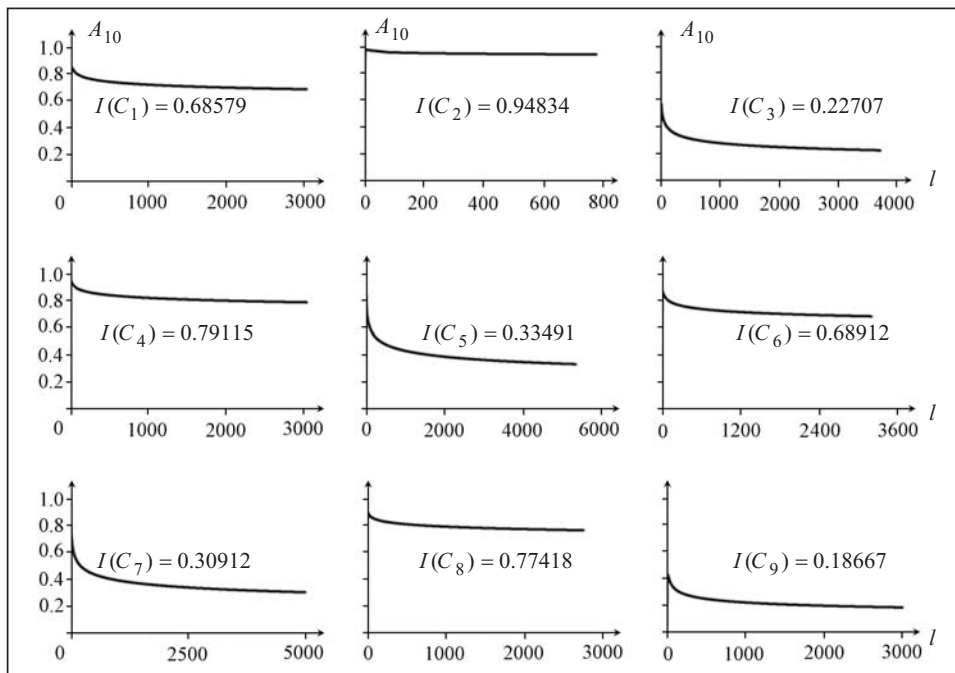 A10 A10 A10
1.0
0.8
0.6
0.4
0.2
I(C1) = 0.68579
I(C2) = 0.94834
I(C3) = 0.22707
0 1000 2000 3000
0 200 400 600 800
0 1000 2000 3000 4000 l
1.0
0.8
0.6
0.4
0.2
I(C4) = 0.79115
I(C5) = 0.33491
I(C6) = 0.68912
0 1000 2000 3000
0 2000 4000 6000
0 1200 2400 3600
1.0
0.8
0.6
0.4
0.2
I(C7) = 0.30912
I(C8) = 0.77418
I(C9) = 0.18667
0 2500 5000
0 1000 2000 3000
0 1000 2000 3000 l